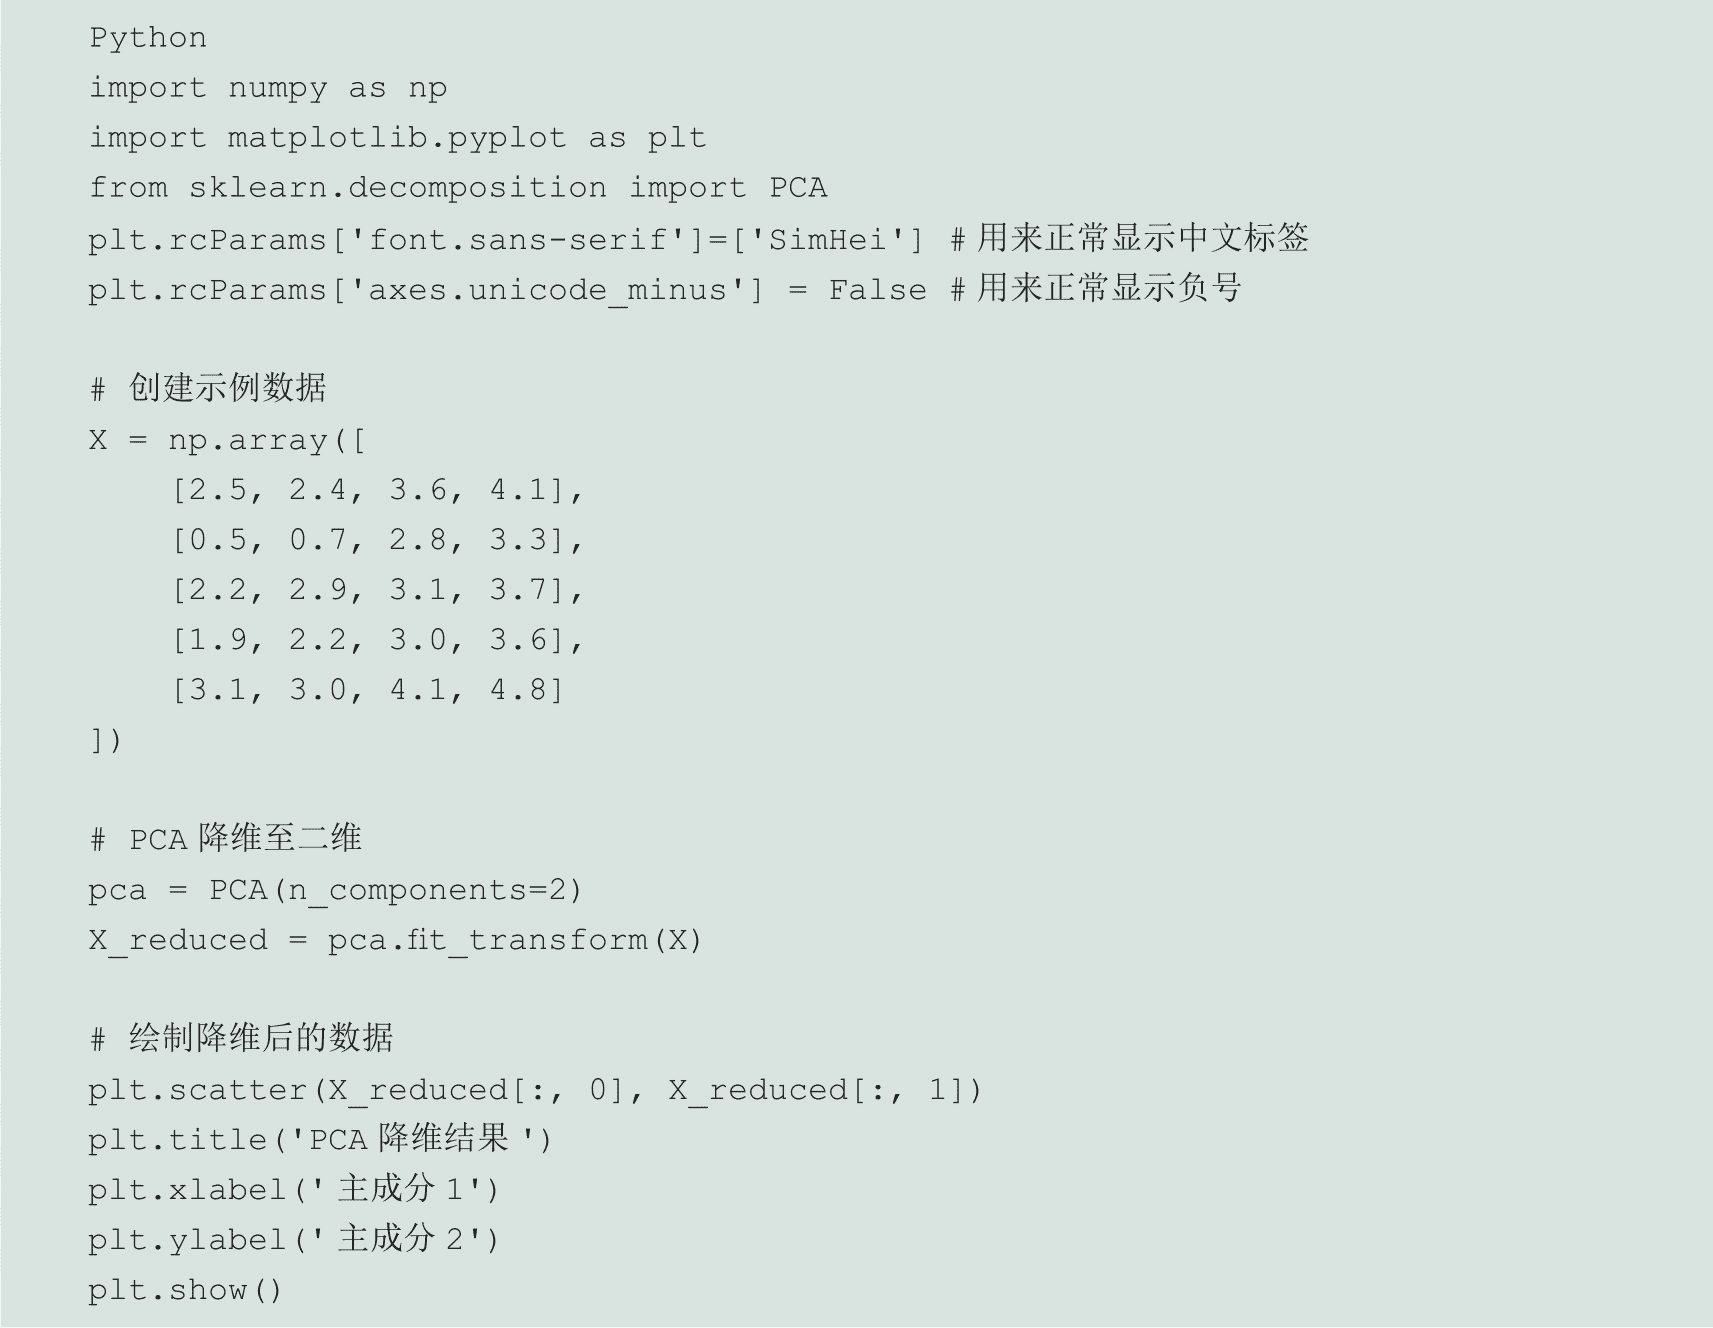 Python
import numpy as np
import matplotlib.pyplot as plt
from sklearn.decomposition import PCA
plt.rcParams['font.sans-serif']=['SimHei'] # 用来正常显示中文标签
plt.rcParams['axes.unicode_minus'] = False # 用来正常显示负号

# 创建示例数据
X = np.array([
    [2.5, 2.4, 3.6, 4.1],
    [0.5, 0.7, 2.8, 3.3],
    [2.2, 2.9, 3.1, 3.7],
    [1.9, 2.2, 3.0, 3.6],
    [3.1, 3.0, 4.1, 4.8]
])

# PCA 降维至二维
pca = PCA(n_components=2)
X_reduced = pca.fit_transform(X)

# 绘制降维后的数据
plt.scatter(X_reduced[:, 0], X_reduced[:, 1])
plt.title('PCA 降维结果 ')
plt.xlabel(' 主成分 1')
plt.ylabel(' 主成分 2')
plt.show()